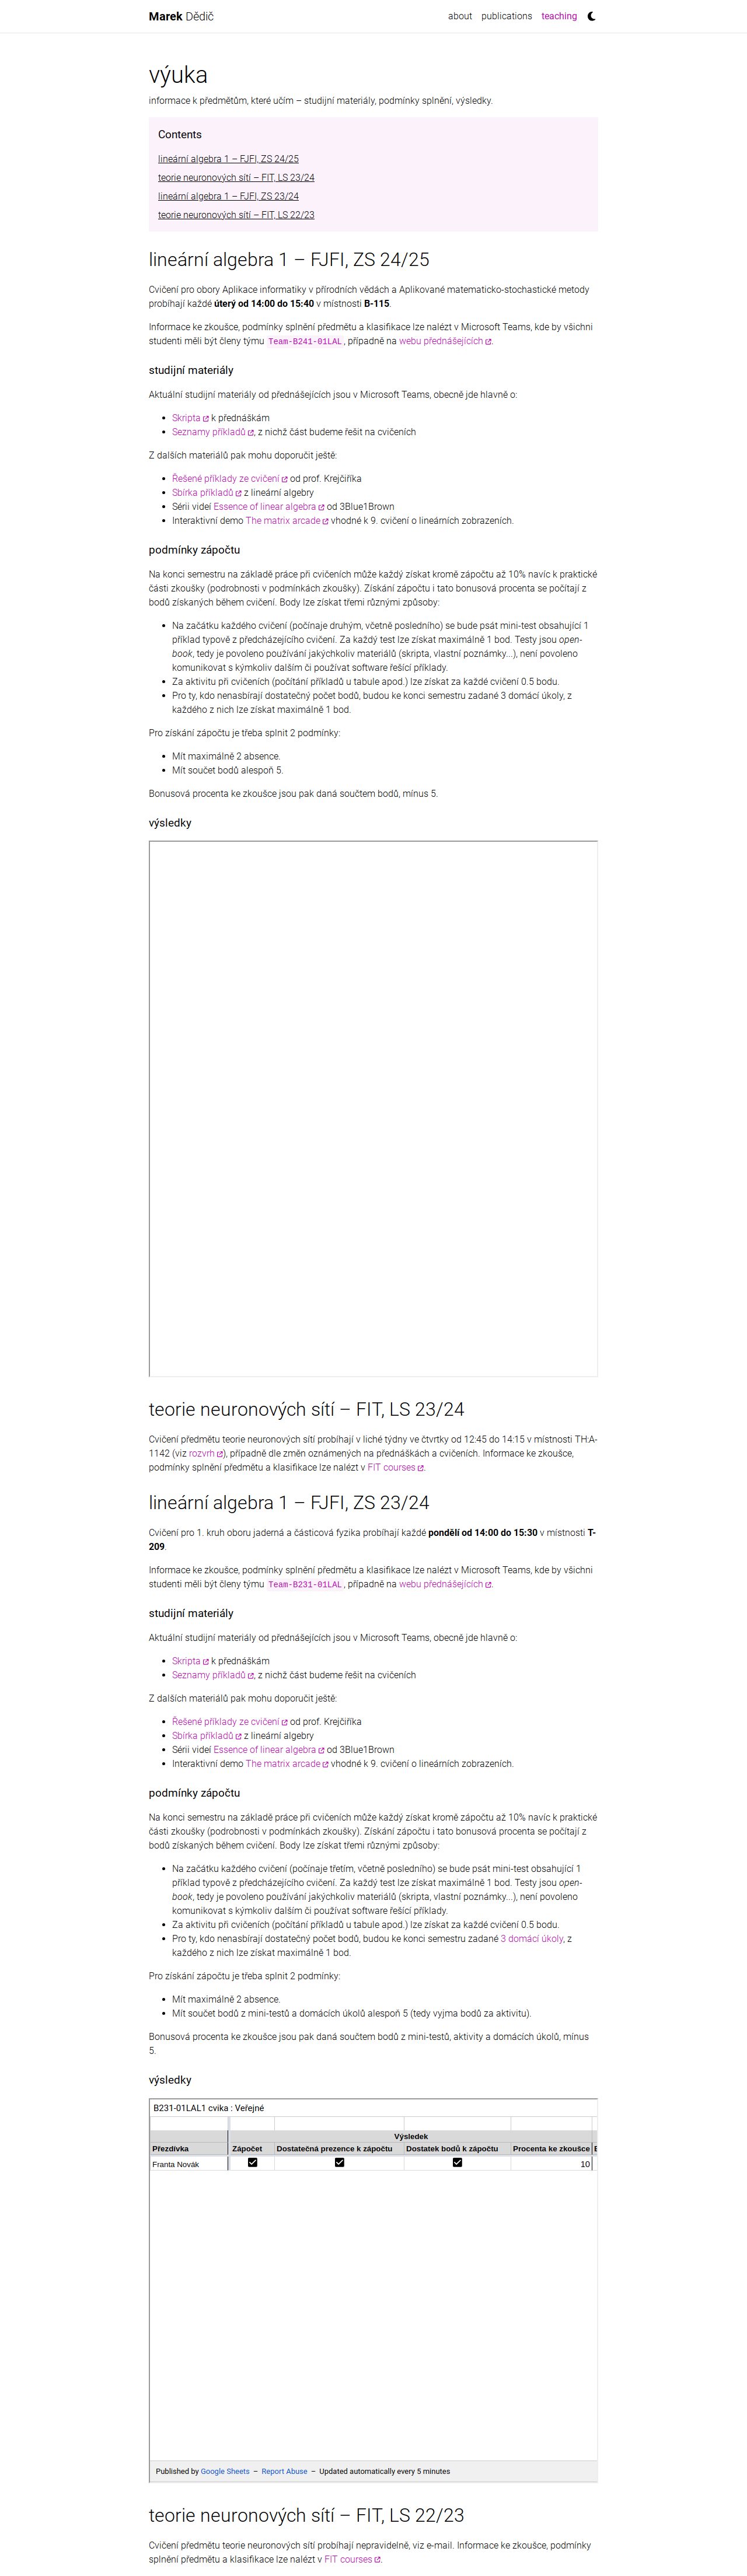 Marek Dědič
about publications teaching
výuka
informace k předmětům, které učím – studijní materiály, podmínky splnění, výsledky.
Contents
lineární algebra 1 – FJFI, ZS 24/25
teorie neuronových sítí – FIT, LS 23/24
lineární algebra 1 – FJFI, ZS 23/24
teorie neuronových sítí – FIT, LS 22/23
lineární algebra 1 – FJFI, ZS 24/25
Cvičení pro obory Aplikace informatiky v přírodních vědách a Aplikované matematicko-stochastické metody
probíhají každé úterý od 14:00 do 15:40 v místnosti B-115.
Informace ke zkoušce, podmínky splnění předmětu a klasifikace lze nalézt v Microsoft Teams, kde by všichni
studenti měli být členy týmu Team-B241-01LAL, případně na webu přednášejících.
studijní materiály
Aktuální studijní materiály od přednášejících jsou v Microsoft Teams, obecně jde hlavně o:
Skripta k přednáškám
Seznamy příkladů, z nichž část budeme řešit na cvičeních
Z dalších materiálů pak mohu doporučit ještě:
Řešené příklady ze cvičení od prof. Krejčiříka
Sbírka příkladů z lineární algebry
Sérii videí Essence of linear algebra od 3Blue1Brown
Interaktivní demo The matrix arcade vhodné k 9. cvičení o lineárních zobrazeních.
podmínky zápočtu
Na konci semestru na základě práce při cvičeních může každý získat kromě zápočtu až 10% navíc k praktické
části zkoušky (podrobnosti v podmínkách zkoušky). Získání zápočtu i tato bonusová procenta se počítají z
bodů získaných během cvičení. Body lze získat třemi různými způsoby:
Na začátku každého cvičení (počínaje druhým, včetně posledního) se bude psát mini-test obsahující 1
příklad typově z předcházejícího cvičení. Za každý test lze získat maximálně 1 bod. Testy jsou open-
book, tedy je povoleno používání jakýchkoliv materiálů (skripta, vlastní poznámky...), není povoleno
komunikovat s kýmkoliv dalším či používat software řešící příklady.
Za aktivitu při cvičeních (počítání příkladů u tabule apod.) lze získat za každé cvičení 0.5 bodu.
Pro ty, kdo nenasbírají dostatečný počet bodů, budou ke konci semestru zadané 3 domácí úkoly, z
každého z nich lze získat maximálně 1 bod.
Pro získání zápočtu je třeba splnit 2 podmínky:
Mít maximálně 2 absence.
Mít součet bodů alespoň 5.
Bonusová procenta ke zkoušce jsou pak daná součtem bodů, mínus 5.
výsledky
teorie neuronových sítí – FIT, LS 23/24
Cvičení předmětu teorie neuronových sítí probíhají v liché týdny ve čtvrtky od 12:45 do 14:15 v místnosti TH:A-
1142 (viz rozvrh), případně dle změn oznámených na přednáškách a cvičeních. Informace ke zkoušce,
podmínky splnění předmětu a klasifikace lze nalézt v FIT courses.
lineární algebra 1 – FJFI, ZS 23/24
Cvičení pro 1. kruh oboru jaderná a částicová fyzika probíhají každé pondělí od 14:00 do 15:30 v místnosti T-
209.
Informace ke zkoušce, podmínky splnění předmětu a klasifikace lze nalézt v Microsoft Teams, kde by všichni
studenti měli být členy týmu Team-B231-01LAL, případně na webu přednášejících.
studijní materiály
Aktuální studijní materiály od přednášejících jsou v Microsoft Teams, obecně jde hlavně o:
Skripta k přednáškám
Seznamy příkladů, z nichž část budeme řešit na cvičeních
Z dalších materiálů pak mohu doporučit ještě:
Řešené příklady ze cvičení od prof. Krejčiříka
Sbírka příkladů z lineární algebry
Sérii videí Essence of linear algebra od 3Blue1Brown
Interaktivní demo The matrix arcade vhodné k 9. cvičení o lineárních zobrazeních.
podmínky zápočtu
Na konci semestru na základě práce při cvičeních může každý získat kromě zápočtu až 10% navíc k praktické
části zkoušky (podrobnosti v podmínkách zkoušky). Získání zápočtu i tato bonusová procenta se počítají z
bodů získaných během cvičení. Body lze získat třemi různými způsoby:
Na začátku každého cvičení (počínaje třetím, včetně posledního) se bude psát mini-test obsahující 1
příklad typově z předcházejícího cvičení. Za každý test lze získat maximálně 1 bod. Testy jsou open-
book, tedy je povoleno používání jakýchkoliv materiálů (skripta, vlastní poznámky...), není povoleno
komunikovat s kýmkoliv dalším či používat software řešící příklady.
Za aktivitu při cvičeních (počítání příkladů u tabule apod.) lze získat za každé cvičení 0.5 bodu.
Pro ty, kdo nenasbírají dostatečný počet bodů, budou ke konci semestru zadané 3 domácí úkoly, z
každého z nich lze získat maximálně 1 bod.
Pro získání zápočtu je třeba splnit 2 podmínky:
Mít maximálně 2 absence.
Mít součet bodů z mini-testů a domácích úkolů alespoň 5 (tedy vyjma bodů za aktivitu).
Bonusová procenta ke zkoušce jsou pak daná součtem bodů z mini-testů, aktivity a domácích úkolů, mínus
5.
výsledky
B231-01LAL1 cvika : Veřejné
Výsledek
Přezdívka Zápočet Dostatečná prezence k zápočtu Dostatek bodů k zápočtu Procenta ke zkoušce
Franta Novák 10
Published by Google Sheets – Report Abuse – Updated automatically every 5 minutes
teorie neuronových sítí – FIT, LS 22/23
Cvičení předmětu teorie neuronových sítí probíhají nepravidelně, viz e-mail. Informace ke zkoušce, podmínky
splnění předmětu a klasifikace lze nalézt v FIT courses.